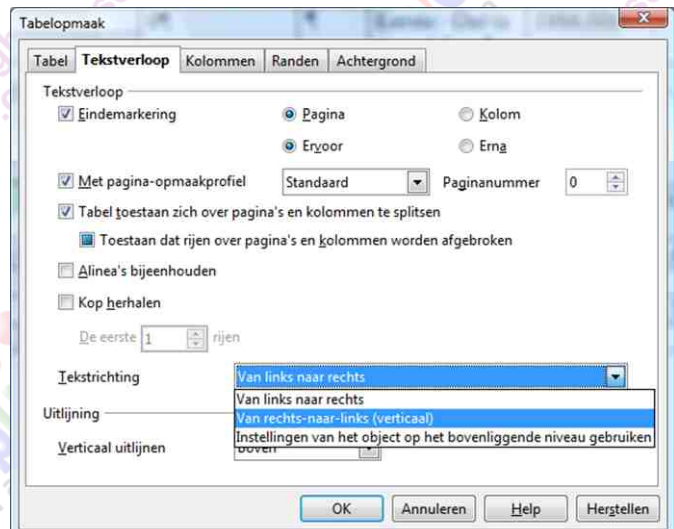 Tabelopmaak
Tabel Tekstverloop Kolommen Randen Achtergrond
Tekstverloop
Eindemarkering Pagina Kolom
Ervoor Erna
Met pagina-opmaakprofiel Standaard Paginanummer 0
Tabel toestaan zich over pagina's en kolommen te splitsen
Toestaan dat rijen over pagina's en kolommen worden afgebroken
Alinea's bijeenhouden
Kop herhalen
De eerste 1 rijen
Tekstrichting Van links naar rechts
Van links naar rechts
Uitlijning Van rechts-naar-links (verticaal)
Instellingen van het object op het bovenliggende niveau gebruiken
Verticaal uitlijnen Boven
OK Annuleren Help Herstellen